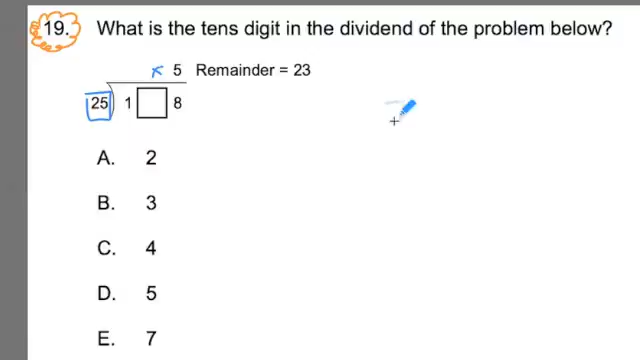 19. What is the tens digit in the dividend of the problem below?
× 5 Remainder = 23
25 1 8
A. 2
B. 3
C. 4
D. 5
E. 7